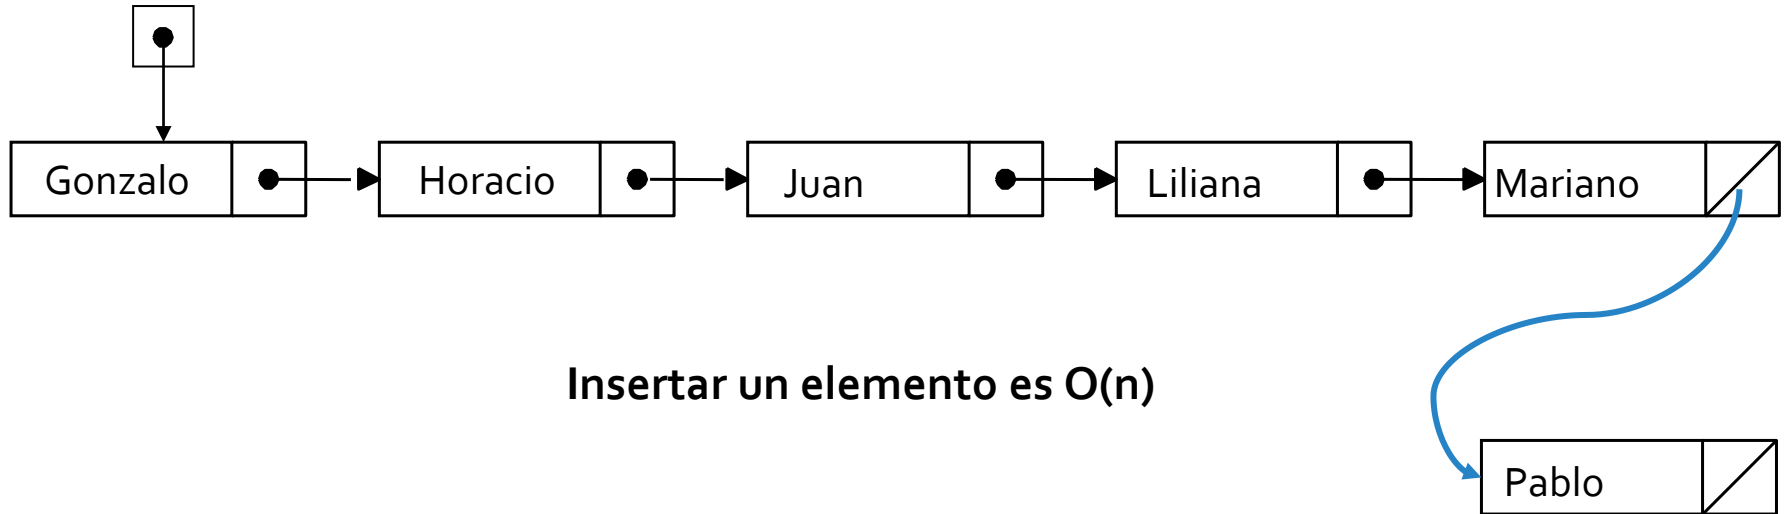 Gonzalo Horacio Juan Liliana Mariano
Insertar un elemento es O(n)
Pablo